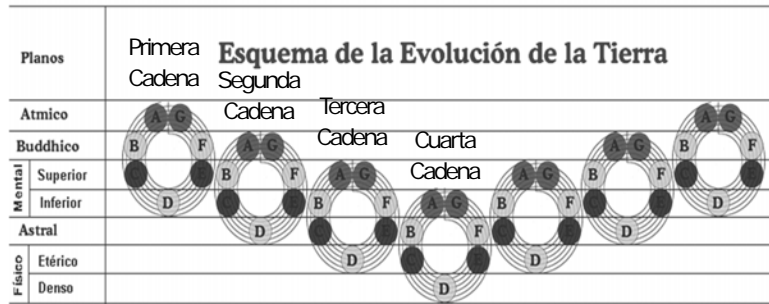 Planos
Primera
Cadena
Esquema de la Evolución de la Tierra
Segunda
Cadena
Tercera
Cadena
Cuarta
Cadena
Atmico
Buddhico
Mental
Superior
Inferior
Astral
Físico
Etérico
Denso
A G
B F
C E
D
A G
B F
C E
D
A G
B F
C E
D
A G
B F
C E
D
A G
B F
C E
D
A G
B F
C E
D
A G
B F
C E
D